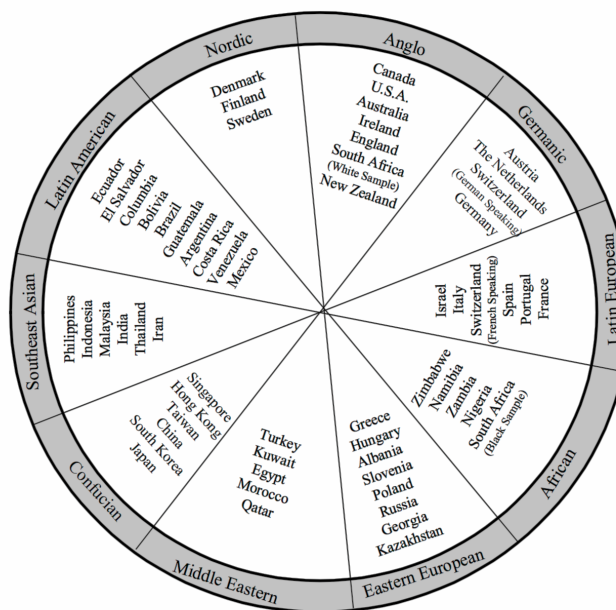 Nordic
Denmark
Finland
Sweden
Anglo
Canada
U.S.A.
Australia
Ireland
England
South Africa
(White Sample)
New Zealand
Germanic
Austria
The Netherlands
Switzerland
(German Speaking)
Germany
Latin European
Israel
Italy
Switzerland
(French Speaking)
Spain
Portugal
France
African
Zimbabwe
Namibia
Zambia
Nigeria
South Africa
(Black Sample)
Eastern European
Greece
Hungary
Albania
Slovenia
Poland
Russia
Georgia
Kazakhstan
Middle Eastern
Turkey
Kuwait
Egypt
Morocco
Qatar
Confucian
Singapore
Hong Kong
Taiwan
China
South Korea
Japan
Southeast Asian
Philippines
Indonesia
Malaysia
India
Thailand
Iran
Latin American
Ecuador
El Salvador
Columbia
Bolivia
Brazil
Guatemala
Argentina
Costa Rica
Venezuela
Mexico